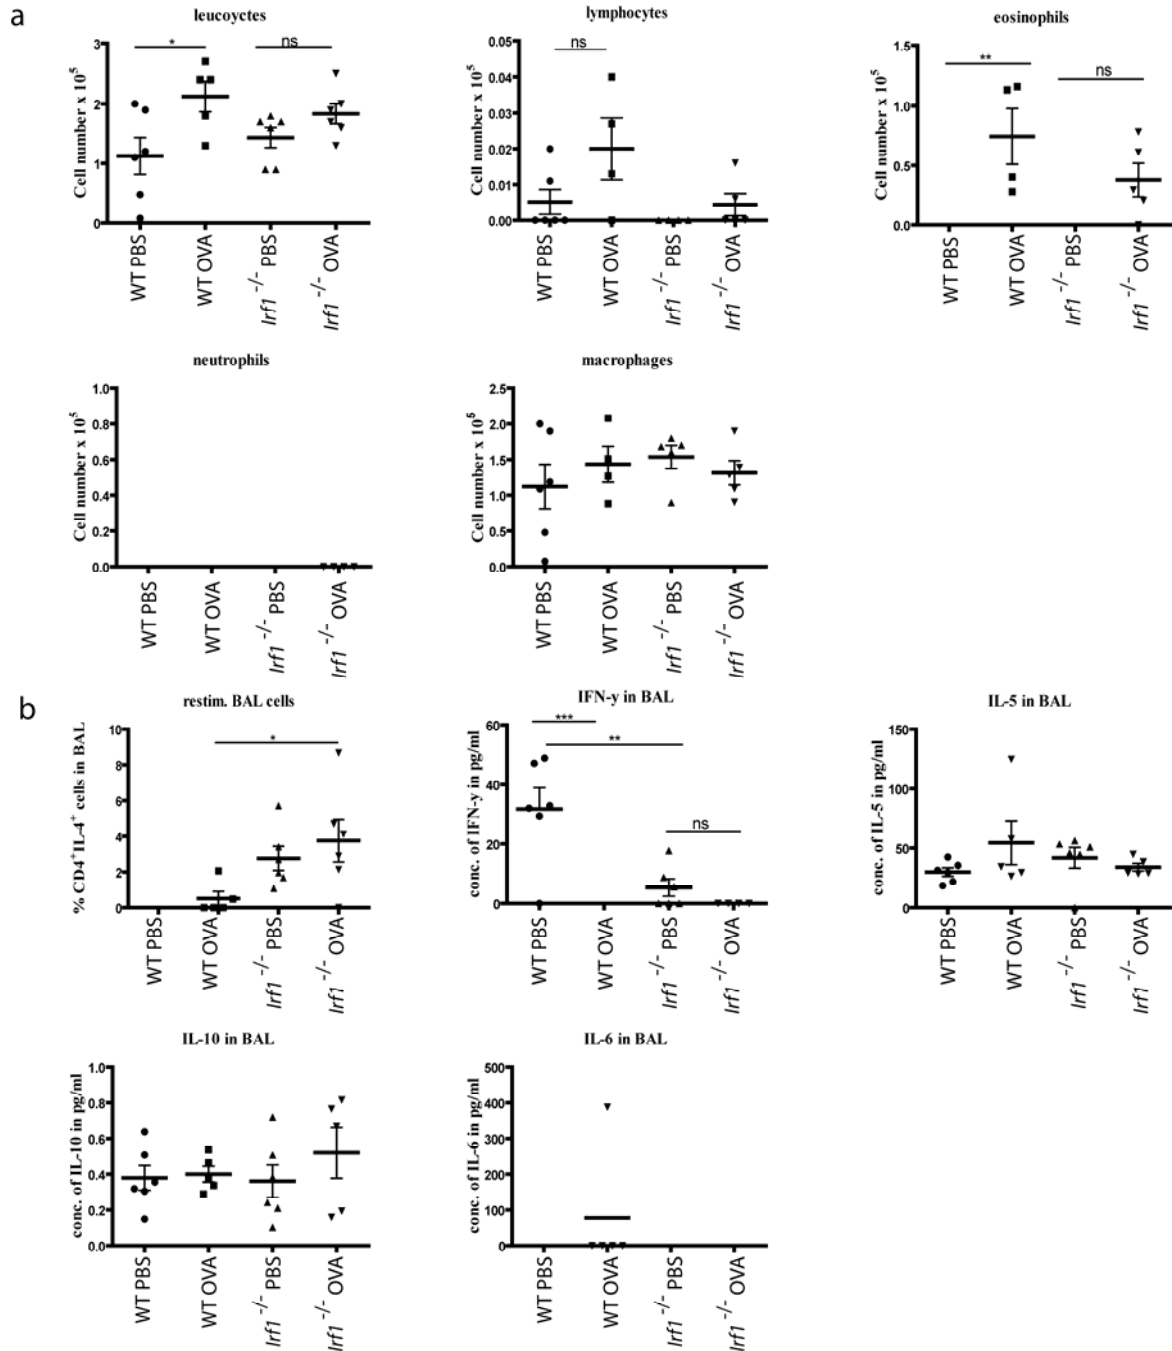 a
leucoyctes
*
ns
Cell number x 10⁵
3
2
1
0
WT PBS
WT OVA
Irf1 -/- PBS
Irf1 -/- OVA
lymphocytes
ns
Cell number x 10⁵
0.05
0.04
0.03
0.02
0.01
0.00
WT PBS
WT OVA
Irf1 -/- PBS
Irf1 -/- OVA
eosinophils
**
ns
Cell number x 10⁵
1.5
1.0
0.5
0.0
WT PBS
WT OVA
Irf1 -/- PBS
Irf1 -/- OVA
neutrophils
Cell number x 10⁵
1.0
0.8
0.6
0.4
0.2
0.0
WT PBS
WT OVA
Irf1 -/- PBS
Irf1 -/- OVA
macrophages
Cell number x 10⁵
2.5
2.0
1.5
1.0
0.5
0.0
WT PBS
WT OVA
Irf1 -/- PBS
Irf1 -/- OVA
b
restim. BAL cells
*
% CD4⁺IL-4⁺ cells in BAL
10
8
6
4
2
0
WT PBS
WT OVA
Irf1 -/- PBS
Irf1 -/- OVA
IFN-y in BAL
***
**
ns
conc. of IFN-y in pg/ml
60
40
20
0
WT PBS
WT OVA
Irf1 -/- PBS
Irf1 -/- OVA
IL-5 in BAL
conc. of IL-5 in pg/ml
150
100
50
0
WT PBS
WT OVA
Irf1 -/- PBS
Irf1 -/- OVA
IL-10 in BAL
conc. of IL-10 in pg/ml
1.0
0.8
0.6
0.4
0.2
0.0
WT PBS
WT OVA
Irf1 -/- PBS
Irf1 -/- OVA
IL-6 in BAL
conc. of IL-6 in pg/ml
500
400
300
200
100
0
WT PBS
WT OVA
Irf1 -/- PBS
Irf1 -/- OVA